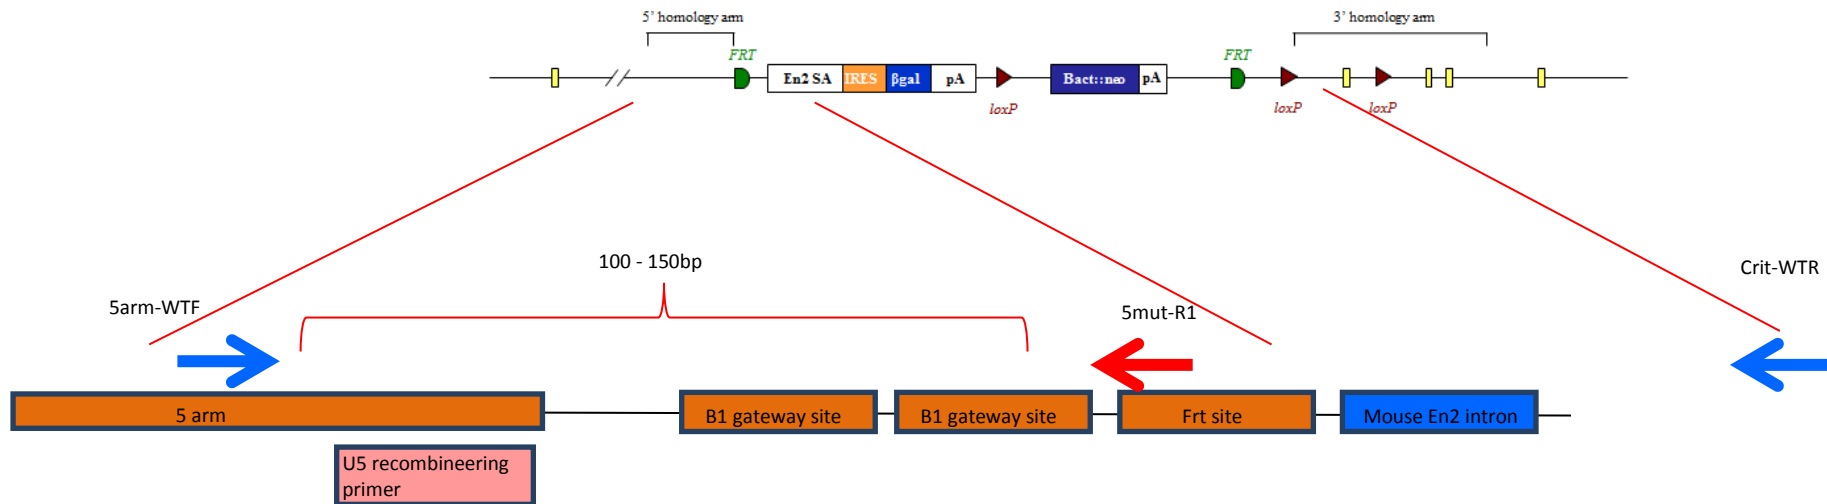 5' homology arm
3' homology arm
FRT
FRT
En2 SA
IRES
βgal
pA
Bact::neo
pA
loxP
loxP
loxP
100 - 150bp
Crit-WTR
5arm-WTF
5mut-R1
5 arm
B1 gateway site
B1 gateway site
Frt site
Mouse En2 intron
U5 recombineering
primer